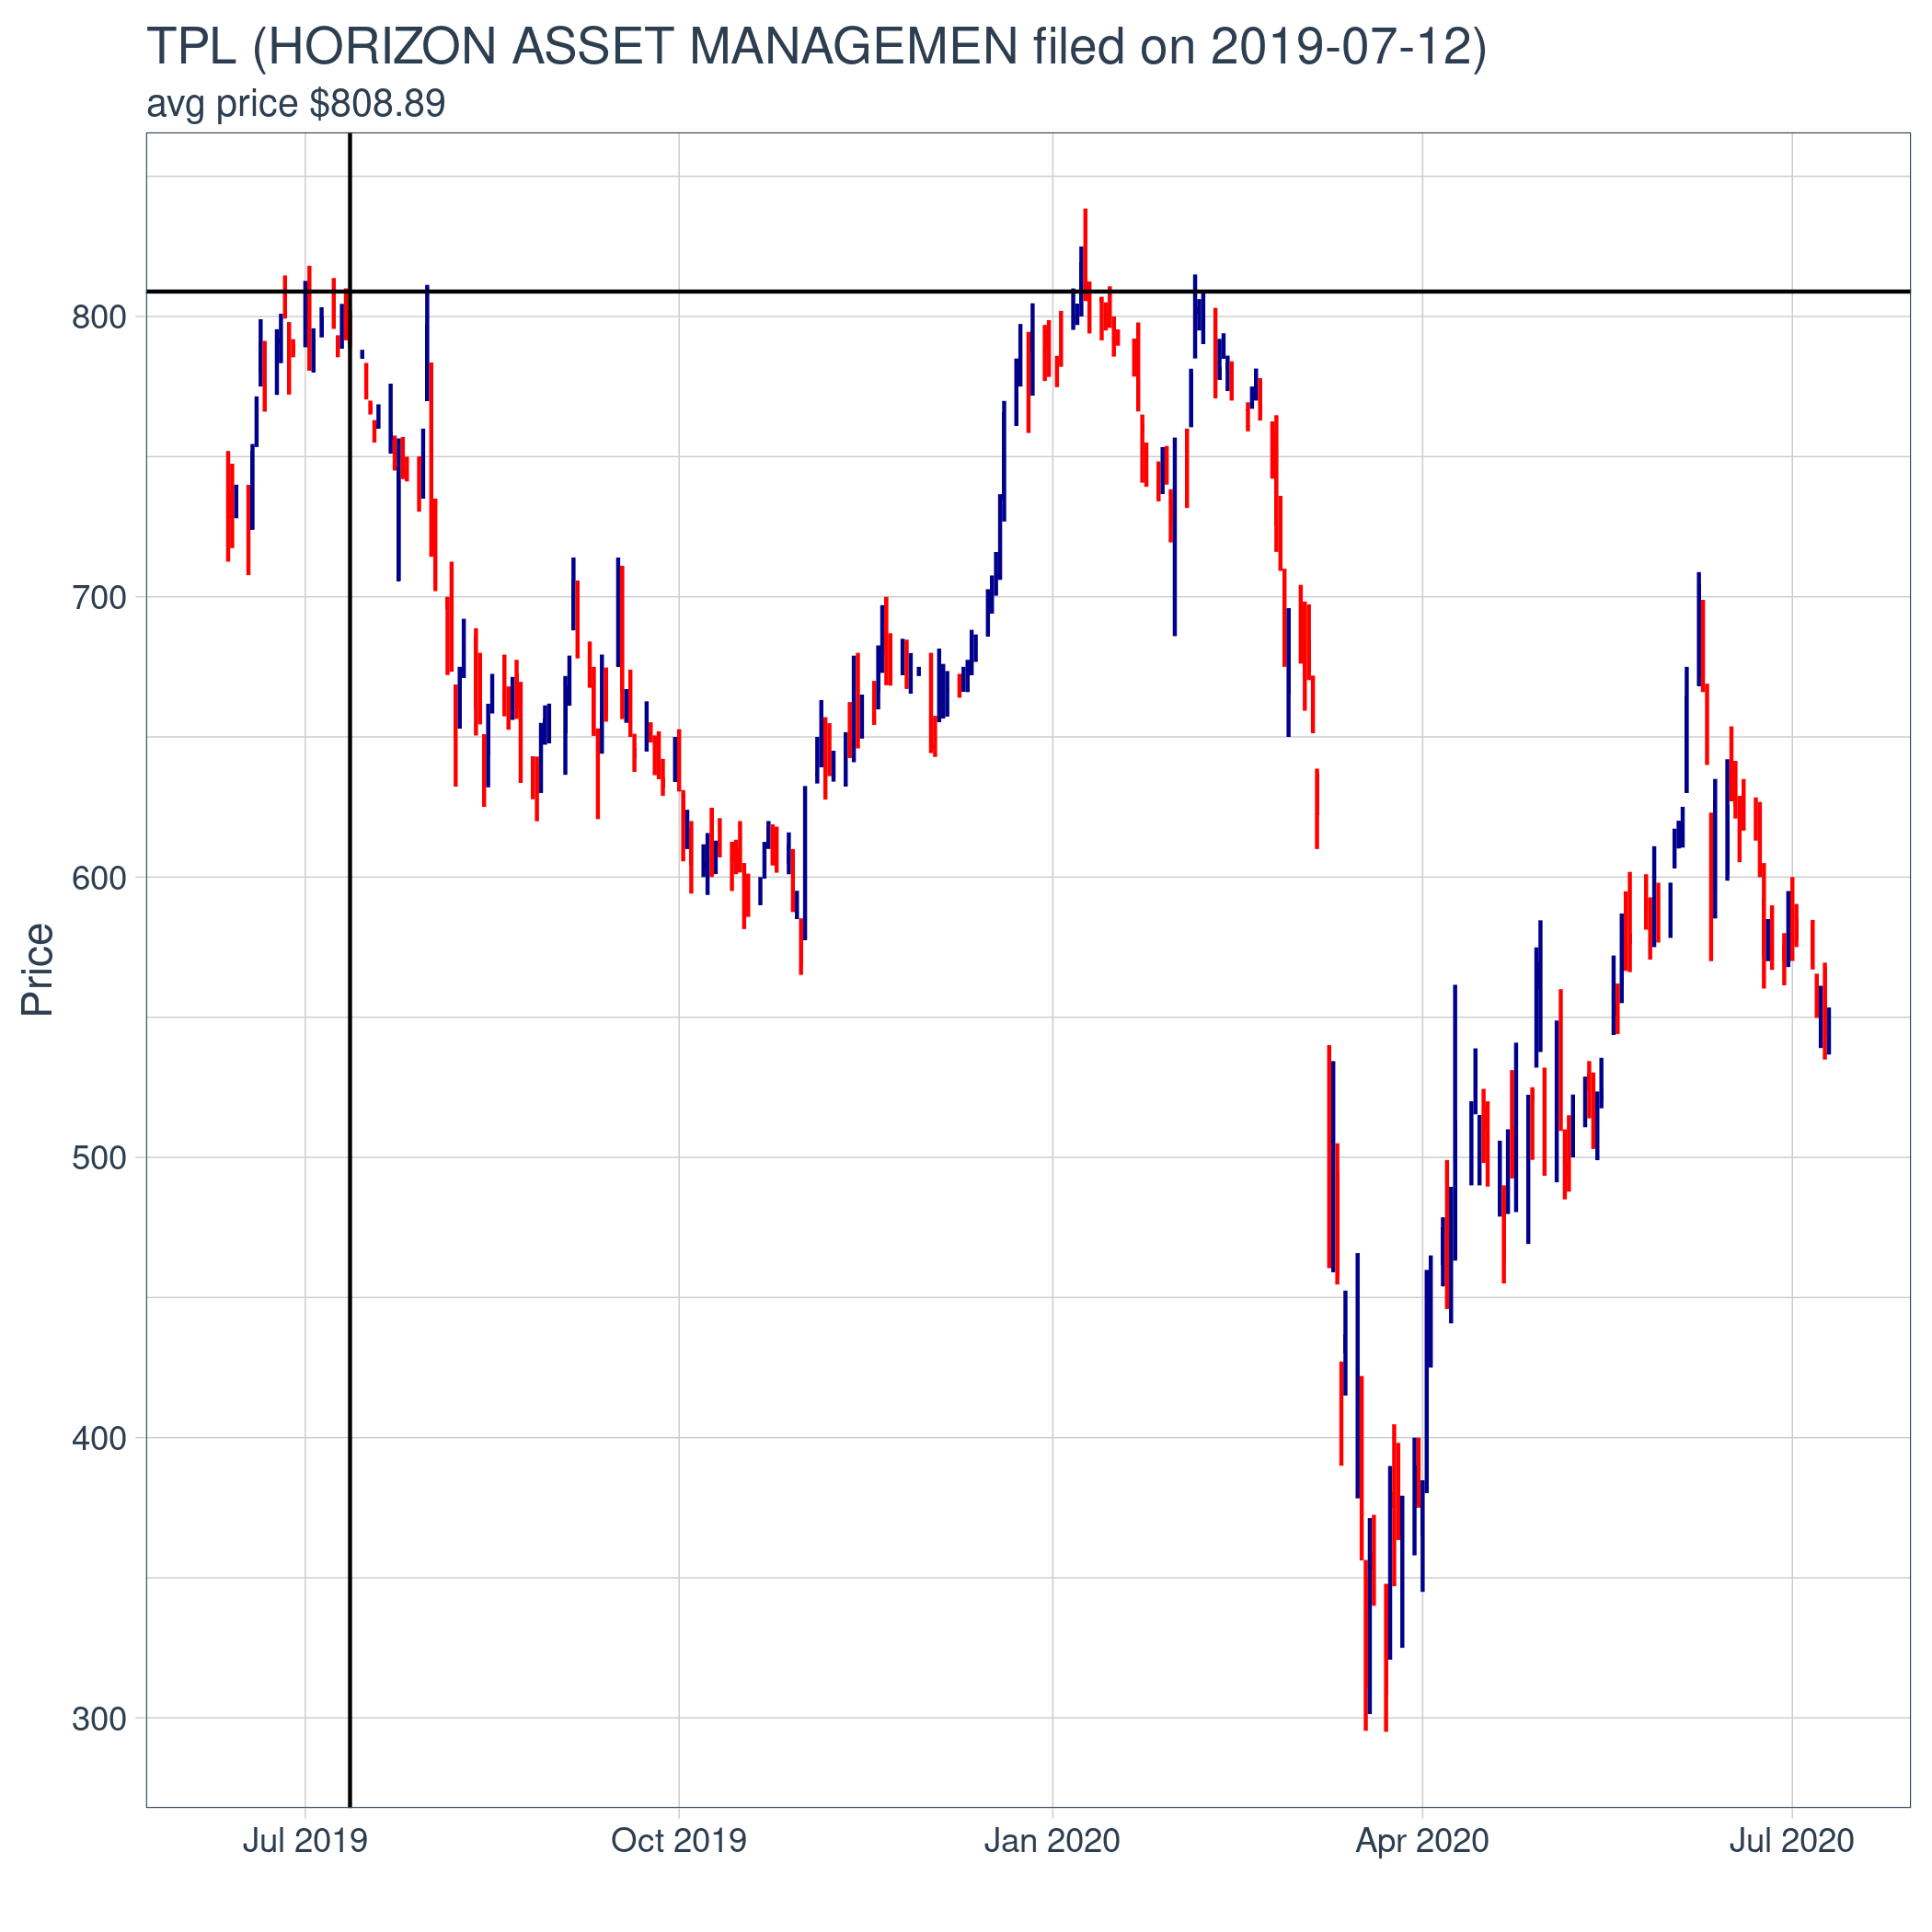 TPL (HORIZON ASSET MANAGEMEN filed on 2019-07-12)
avg price $808.89
800
700
600
500
400
300
Price
Jul 2019 Oct 2019 Jan 2020 Apr 2020 Jul 2020